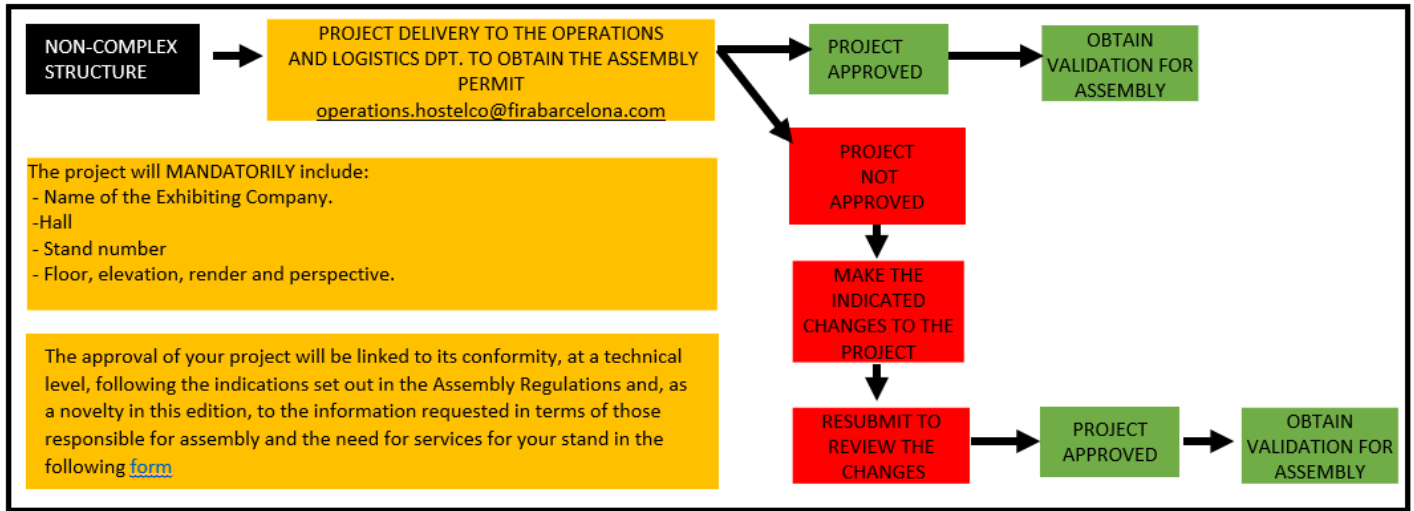 NON-COMPLEX
STRUCTURE
PROJECT DELIVERY TO THE OPERATIONS
AND LOGISTICS DPT. TO OBTAIN THE ASSEMBLY
PERMIT
operations.hostelco@firabarcelona.com
PROJECT
APPROVED
OBTAIN
VALIDATION FOR
ASSEMBLY
The project will MANDATORILY include:
- Name of the Exhibiting Company.
-Hall
- Stand number
- Floor, elevation, render and perspective.
PROJECT
NOT
APPROVED
MAKE THE
INDICATED
CHANGES TO THE
PROJECT
The approval of your project will be linked to its conformity, at a technical
level, following the indications set out in the Assembly Regulations and, as
a novelty in this edition, to the information requested in terms of those
responsible for assembly and the need for services for your stand in the
following form
RESUBMIT TO
REVIEW THE
CHANGES
PROJECT
APPROVED
OBTAIN
VALIDATION FOR
ASSEMBLY